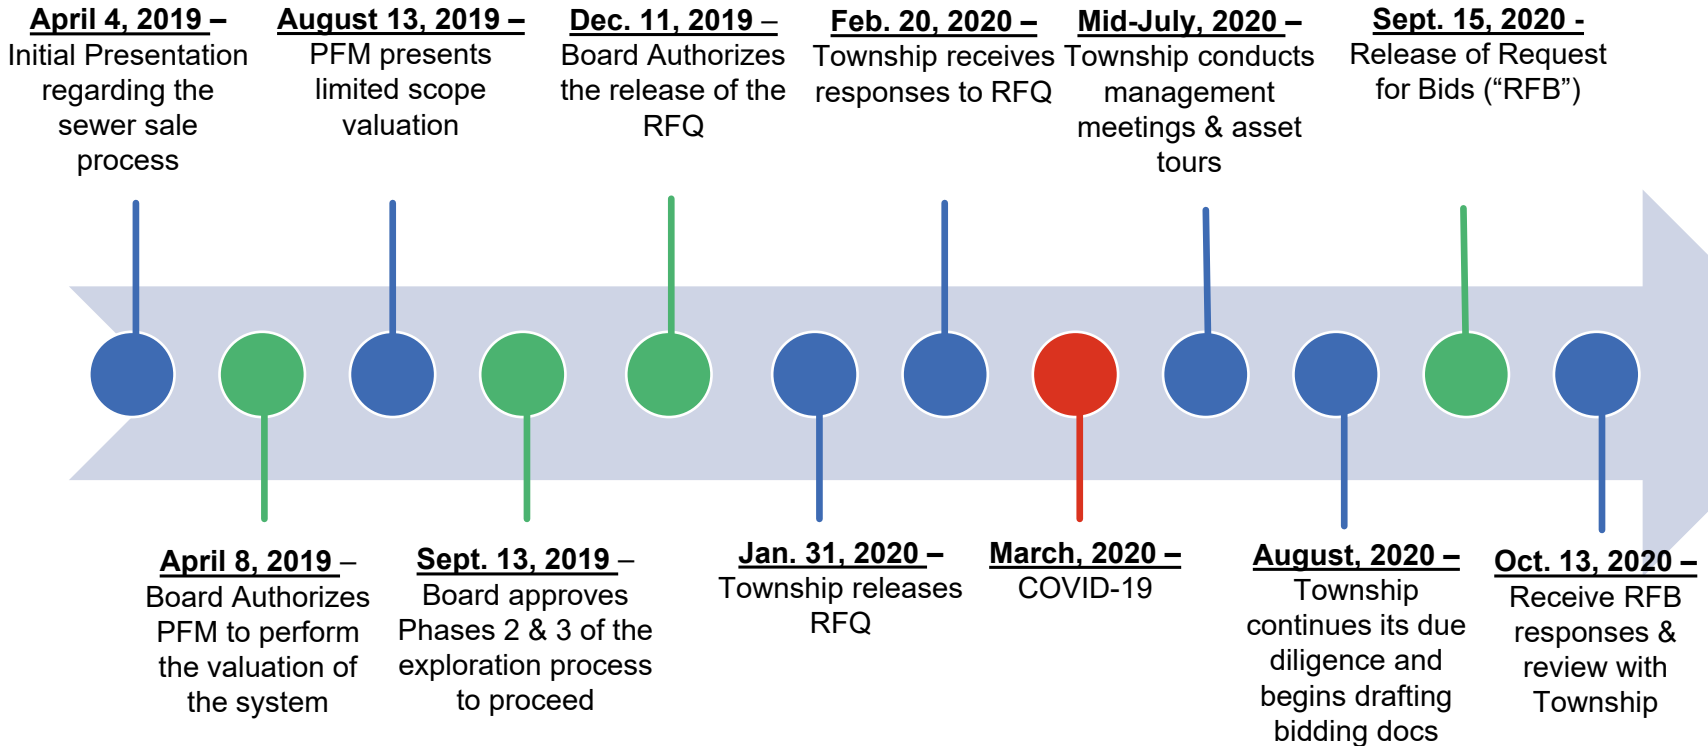 April 4, 2019 –
Initial Presentation
regarding the
sewer sale
process
August 13, 2019 –
PFM presents
limited scope
valuation
Dec. 11, 2019 –
Board Authorizes
the release of the
RFQ
Feb. 20, 2020 –
Township receives
responses to RFQ
Mid-July, 2020 –
Township conducts
management
meetings & asset
tours
Sept. 15, 2020 -
Release of Request
for Bids (“RFB”)
April 8, 2019 –
Board Authorizes
PFM to perform
the valuation of
the system
Sept. 13, 2019 –
Board approves
Phases 2 & 3 of the
exploration process
to proceed
Jan. 31, 2020 –
Township releases
RFQ
March, 2020 –
COVID-19
August, 2020 –
Township
continues its due
diligence and
begins drafting
bidding docs
Oct. 13, 2020 –
Receive RFB
responses &
review with
Township